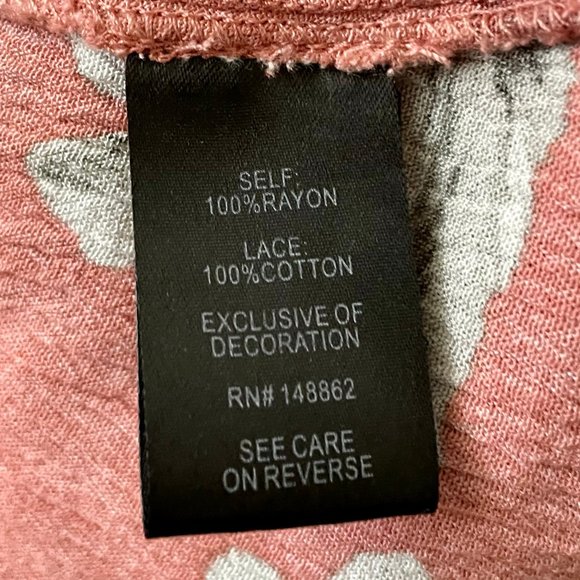 SELF:
100%RAYON
LACE:
100%COTTON
EXCLUSIVE OF
DECORATION
RN# 148862
SEE CARE
ON REVERSE